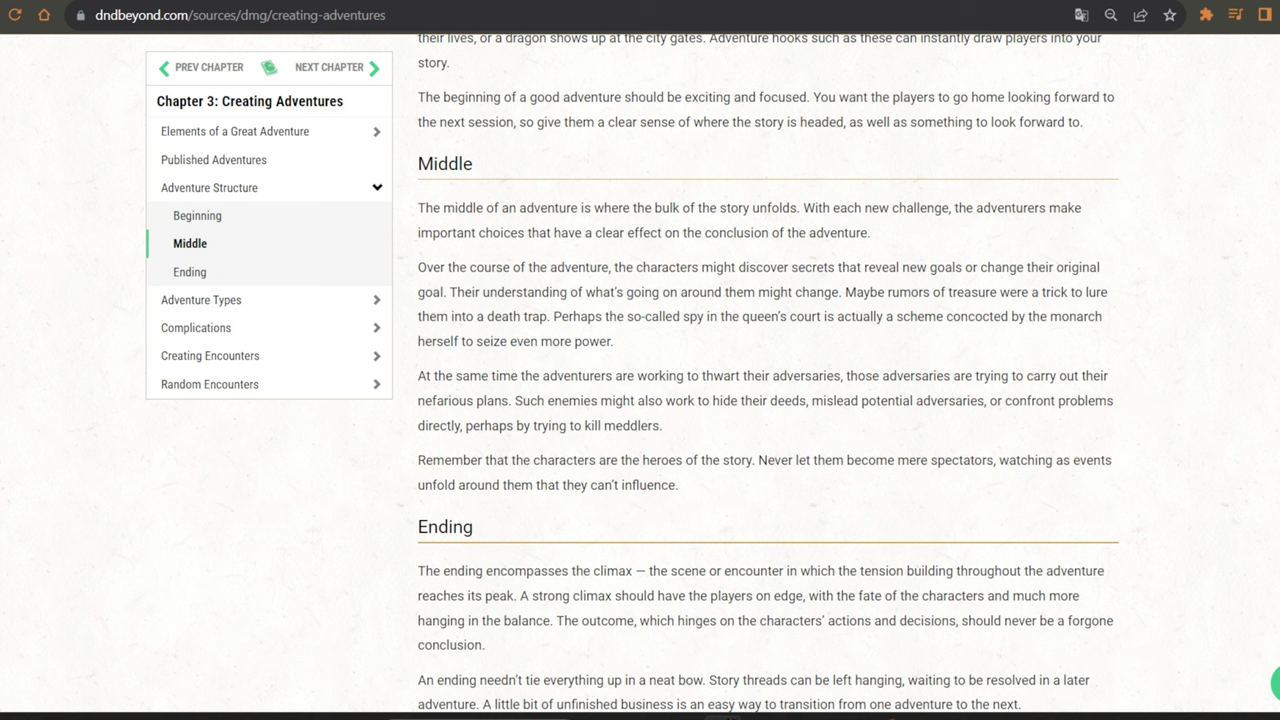 dndbeyond.com/sources/dmg/creating-adventures
PREV CHAPTER
NEXT CHAPTER
Chapter 3: Creating Adventures
Elements of a Great Adventure
Published Adventures
Adventure Structure
Beginning
Middle
Ending
Adventure Types
Complications
Creating Encounters
Random Encounters
their lives, or a dragon shows up at the city gates. Adventure hooks such as these can instantly draw players into your
story.
The beginning of a good adventure should be exciting and focused. You want the players to go home looking forward to
the next session, so give them a clear sense of where the story is headed, as well as something to look forward to.
Middle
The middle of an adventure is where the bulk of the story unfolds. With each new challenge, the adventurers make
important choices that have a clear effect on the conclusion of the adventure.
Over the course of the adventure, the characters might discover secrets that reveal new goals or change their original
goal. Their understanding of what's going on around them might change. Maybe rumors of treasure were a trick to lure
them into a death trap. Perhaps the so-called spy in the queen's court is actually a scheme concocted by the monarch
herself to seize even more power.
At the same time the adventurers are working to thwart their adversaries, those adversaries are trying to carry out their
nefarious plans. Such enemies might also work to hide their deeds, mislead potential adversaries, or confront problems
directly, perhaps by trying to kill meddlers.
Remember that the characters are the heroes of the story. Never let them become mere spectators, watching as events
unfold around them that they can't influence.
Ending
The ending encompasses the climax — the scene or encounter in which the tension building throughout the adventure
reaches its peak. A strong climax should have the players on edge, with the fate of the characters and much more
hanging in the balance. The outcome, which hinges on the characters' actions and decisions, should never be a forgone
conclusion.
An ending needn't tie everything up in a neat bow. Story threads can be left hanging, waiting to be resolved in a later
adventure. A little bit of unfinished business is an easy way to transition from one adventure to the next.